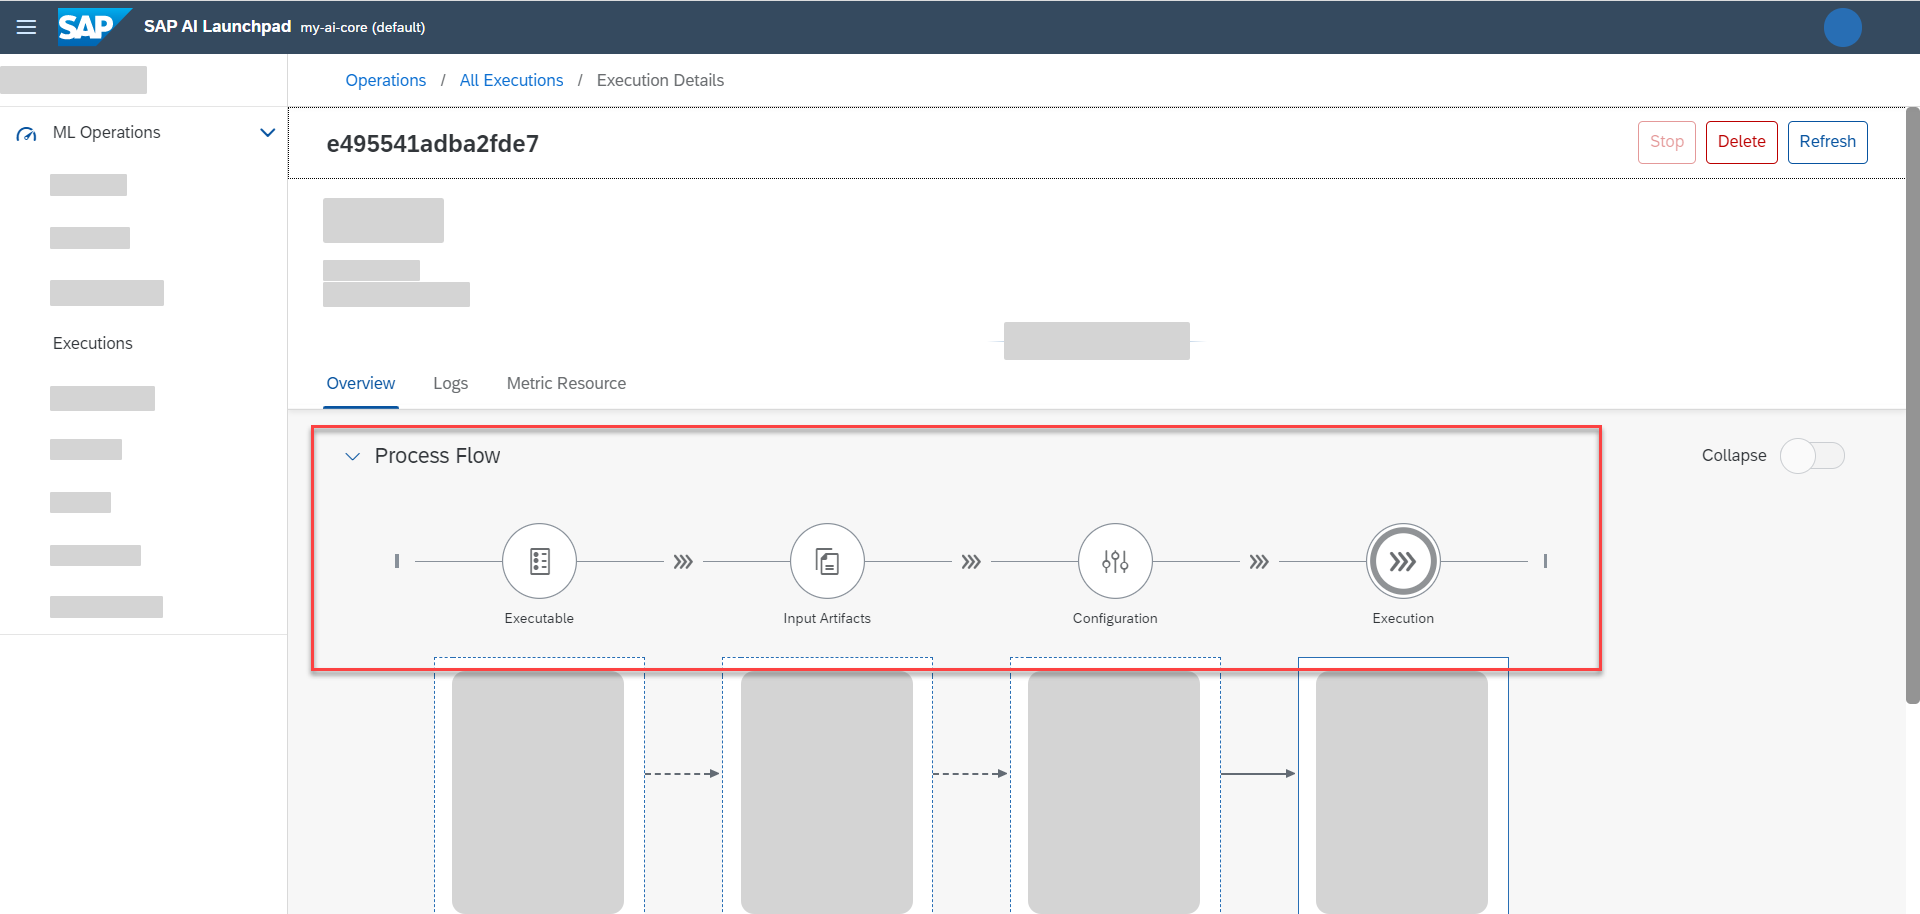 SAP SAP AI Launchpad my-ai-core (default)
Operations / All Executions / Execution Details
ML Operations
Executions
e495541adba2fde7
Stop Delete Refresh
Overview Logs Metric Resource
Process Flow
Collapse
Executable Input Artifacts Configuration Execution